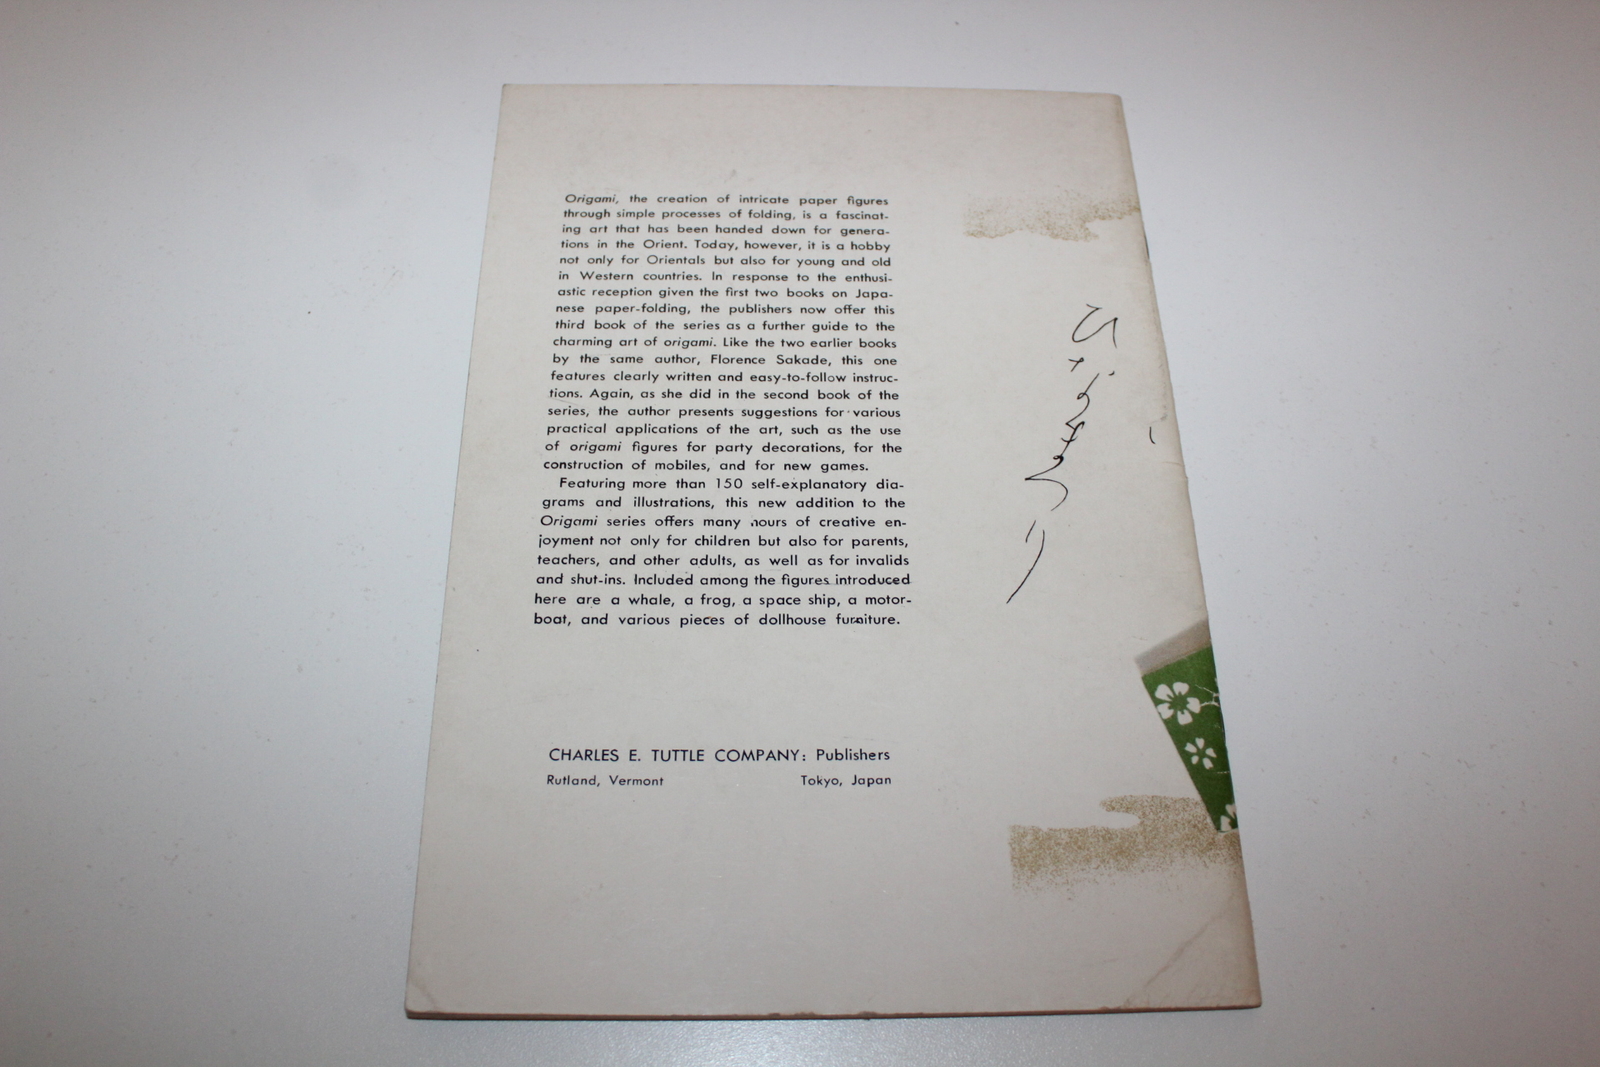 Origami, the creation of intricate paper figures
through simple processes of folding, is a fascinat-
ing art that has been handed down for genera-
tions in the Orient. Today, however, it is a hobby
not only for Orientals but also for young and old
in Western countries. In response to the enthusi-
astic reception given the first two books on Japa-
nese paper-folding, the publishers now offer this
third book of the series as a further guide to the
charming art of origami. Like the two earlier books
by the same author, Florence Sakade, this one
features clearly written and easy-to-follow instruc-
tions. Again, as she did in the second book of the
series, the author presents suggestions for various
practical applications of the art, such as the use
of origami figures for party decorations, for the
construction of mobiles, and for new games.
Featuring more than 150 self-explanatory dia-
grams and illustrations, this new addition to the
Origami series offers many hours of creative en-
joyment not only for children but also for parents,
teachers, and other adults, as well as for invalids
and shut-ins. Included among the figures introduced
here are a whale, a frog, a space ship, a motor-
boat, and various pieces of dollhouse furniture.
ひなまつり
CHARLES E. TUTTLE COMPANY: Publishers
Rutland, Vermont Tokyo, Japan